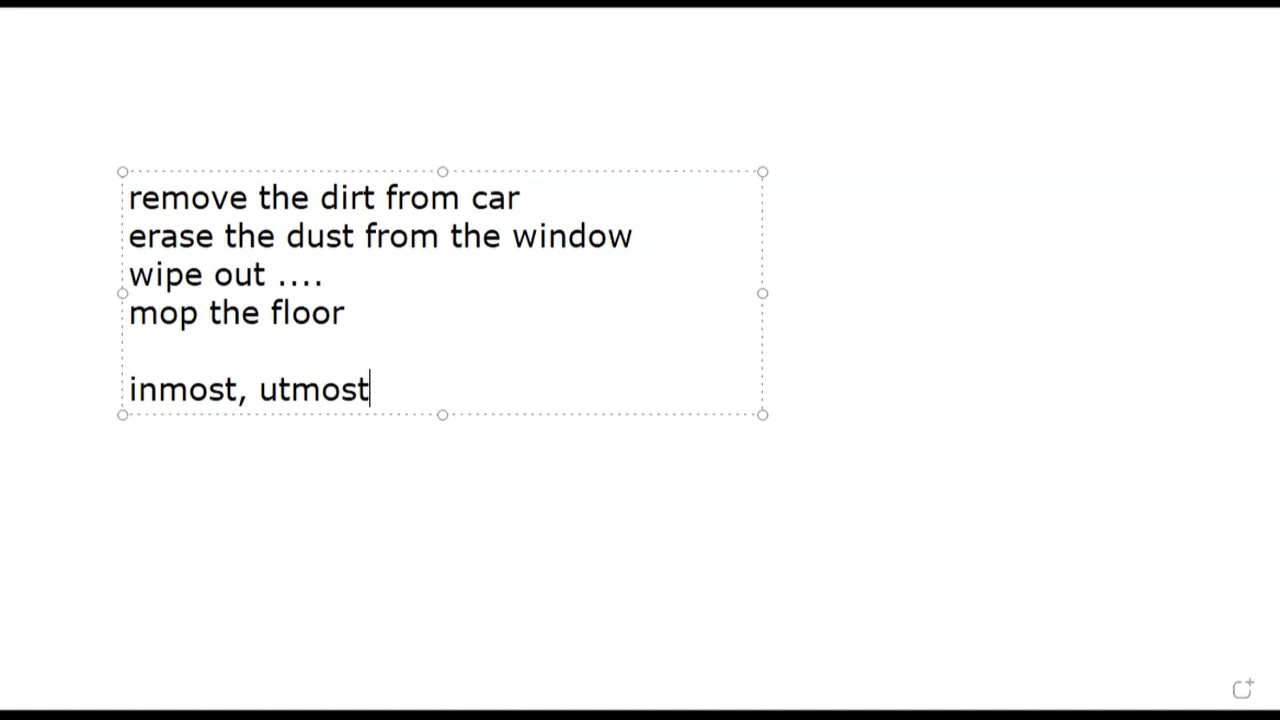 remove the dirt from car
erase the dust from the window
wipe out ....
mop the floor
inmost, utmost